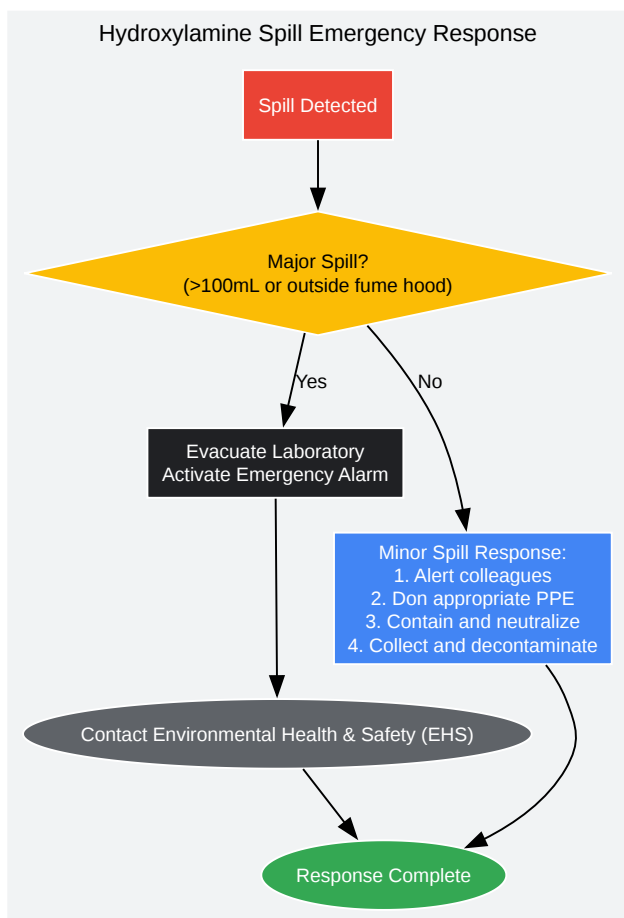 Hydroxylamine Spill Emergency Response
Spill Detected
Major Spill?
(>100mL or outside fume hood)
Yes
No
Evacuate Laboratory
Activate Emergency Alarm
Minor Spill Response:
1. Alert colleagues
2. Don appropriate PPE
3. Contain and neutralize
4. Collect and decontaminate
Contact Environmental Health & Safety (EHS)
Response Complete